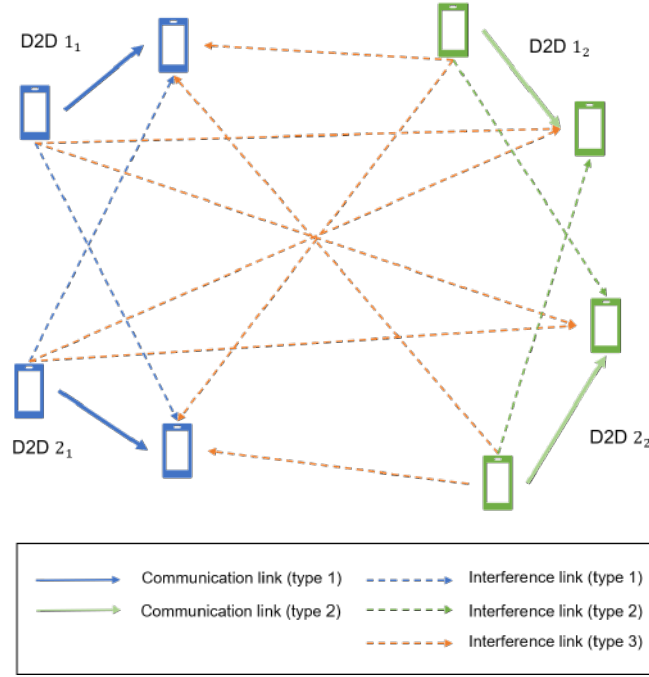 D2D 1₁
D2D 1₂
D2D 2₁
D2D 2₂
Communication link (type 1)
Interference link (type 1)
Communication link (type 2)
Interference link (type 2)
Interference link (type 3)